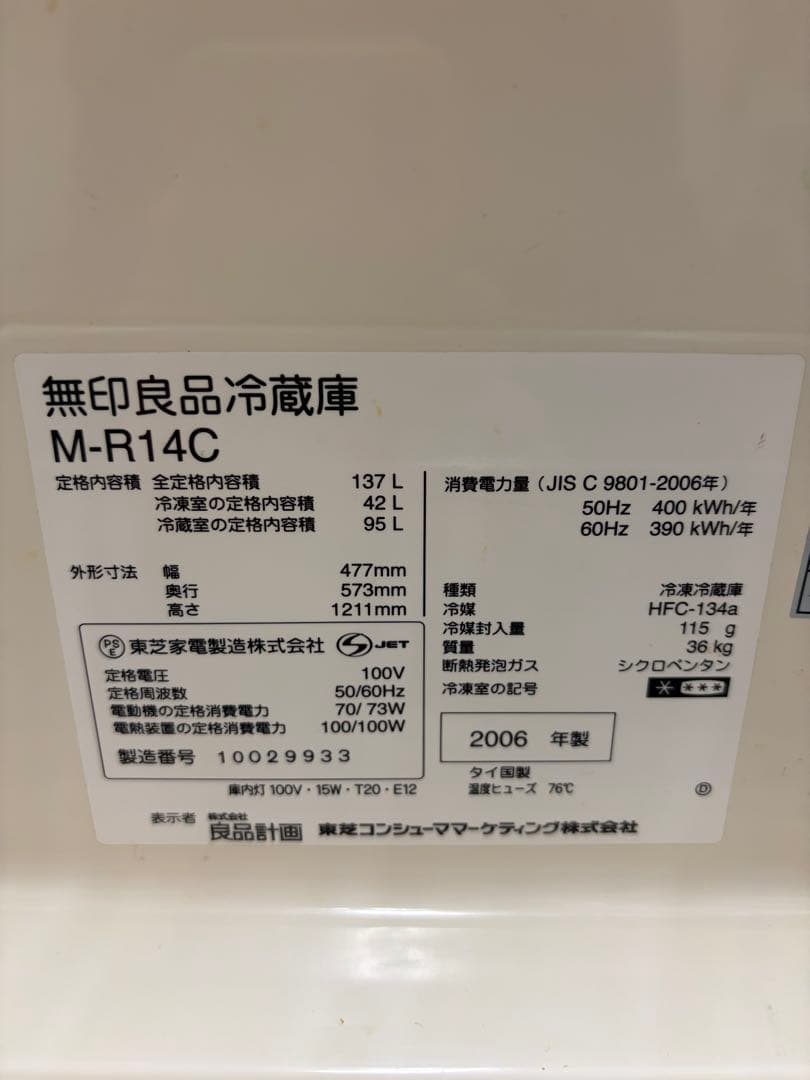 無印良品冷蔵庫
M-R14C
定格内容積 全定格内容積 137 L
冷凍室の定格内容積 42 L
冷蔵室の定格内容積 95 L
外形寸法 幅 477mm
奥行 573mm
高さ 1211mm
消費電力量（JIS C 9801-2006年）
50Hz 400 kWh/年
60Hz 390 kWh/年
種類 冷凍冷蔵庫
冷媒 HFC-134a
冷媒封入量 115 g
質量 36 kg
断熱発泡ガス シクロペンタン
冷凍室の記号 * ***
PS E 東芝家電製造株式会社 JET
定格電圧 100V
定格周波数 50/60Hz
電動機の定格消費電力 70/ 73W
電熱装置の定格消費電力 100/100W
製造番号 10029933
2006 年製
タイ国製
温度ヒューズ 76℃
D
庫内灯 100V・15W・T20・E12
表示者 株式会社 良品計画 東芝コンシューママーケティング株式会社